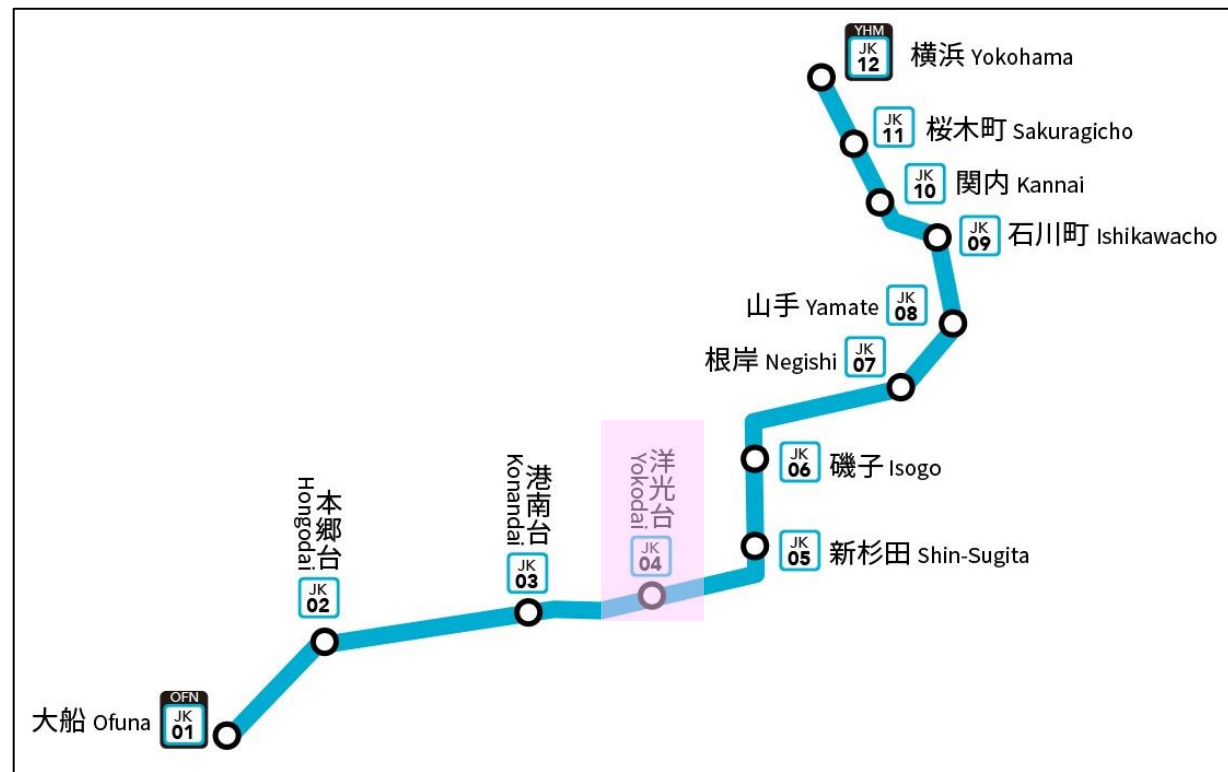 YHM
JK
12
横浜 Yokohama
JK
11
桜木町 Sakuragicho
JK
10
関内 Kannai
JK
09
石川町 Ishikawacho
山手 Yamate
JK
08
根岸 Negishi
JK
07
JK
06
磯子 Isogo
JK
05
新杉田 Shin-Sugita
洋光台
Yokodai
JK
04
港南台
Konandai
JK
03
本郷台
Hongodai
JK
02
大船 Ofuna
OFN
JK
01